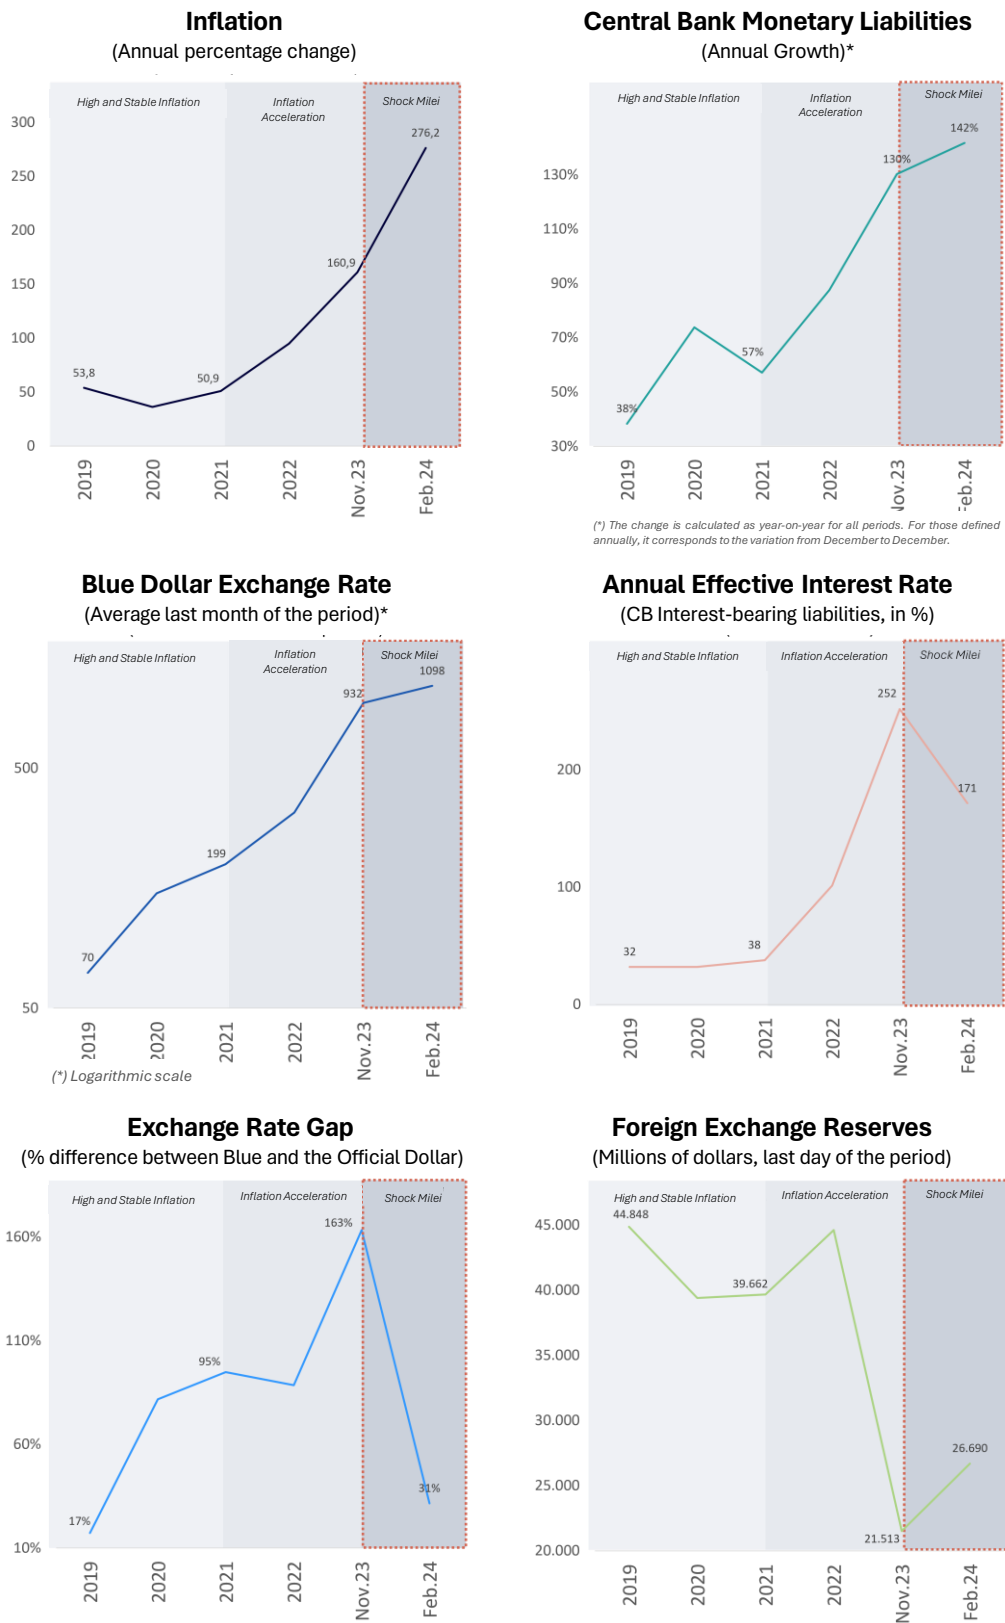 Inflation
(Annual percentage change)
High and Stable Inflation
Inflation
Acceleration
Shock Milei
300
250
200
150
100
50
0
53,8
50,9
160,9
276,2
2019
2020
2021
2022
Nov.23
Feb.24
Central Bank Monetary Liabilities
(Annual Growth)*
High and Stable Inflation
Inflation
Acceleration
Shock Milei
130%
110%
90%
70%
50%
30%
38%
57%
130%
142%
2019
2020
2021
2022
Nov.23
Feb.24
(*) The change is calculated as year-on-year for all periods. For those defined
annually, it corresponds to the variation from December to December.
Blue Dollar Exchange Rate
(Average last month of the period)*
High and Stable Inflation
Inflation
Acceleration
Shock Milei
500
50
70
199
932
1098
2019
2020
2021
2022
Nov.23
Feb.24
(*) Logarithmic scale
Annual Effective Interest Rate
(CB Interest-bearing liabilities, in %)
High and Stable Inflation
Inflation Acceleration
Shock Milei
200
100
0
32
38
252
171
2019
2020
2021
2022
Nov.23
Feb.24
Exchange Rate Gap
(% difference between Blue and the Official Dollar)
High and Stable Inflation
Inflation Acceleration
Shock Milei
160%
110%
60%
10%
17%
95%
163%
31%
2019
2020
2021
2022
Nov.23
Feb.24
Foreign Exchange Reserves
(Millions of dollars, last day of the period)
High and Stable Inflation
Inflation Acceleration
Shock Milei
45.000
40.000
35.000
30.000
25.000
20.000
44.848
39.662
21.513
26.690
2019
2020
2021
2022
Nov.23
Feb.24